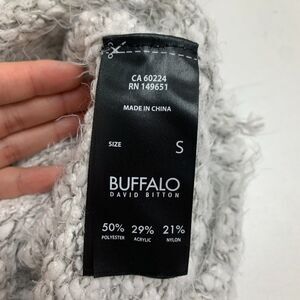 CA 60224
RN 149651
MADE IN CHINA
SIZE S
BUFFALO
DAVID BITTON
50% 29% 21%
POLYESTER ACRYLIC NYLON